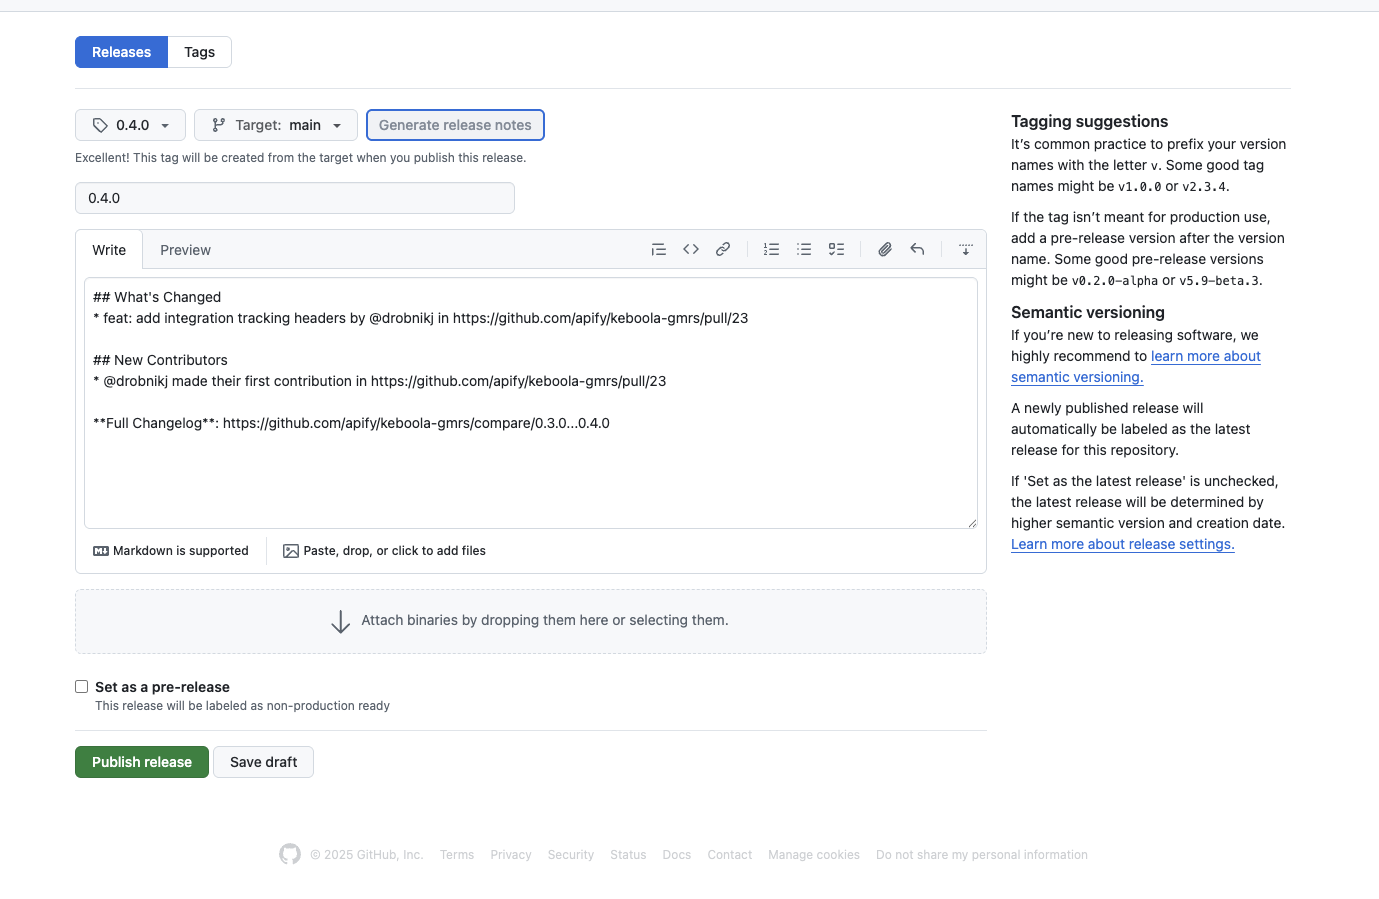 Releases Tags
0.4.0 Target: main Generate release notes
Excellent! This tag will be created from the target when you publish this release.
0.4.0
Write Preview
## What's Changed
* feat: add integration tracking headers by @drobnikj in https://github.com/apify/keboola-gmrs/pull/23
## New Contributors
* @drobnikj made their first contribution in https://github.com/apify/keboola-gmrs/pull/23
**Full Changelog**: https://github.com/apify/keboola-gmrs/compare/0.3.0...0.4.0
Markdown is supported
Paste, drop, or click to add files
Attach binaries by dropping them here or selecting them.
Set as a pre-release
This release will be labeled as non-production ready
Publish release Save draft
Tagging suggestions
It’s common practice to prefix your version
names with the letter v. Some good tag
names might be v1.0.0 or v2.3.4.
If the tag isn’t meant for production use,
add a pre-release version after the version
name. Some good pre-release versions
might be v0.2.0-alpha or v5.9-beta.3.
Semantic versioning
If you’re new to releasing software, we
highly recommend to learn more about
semantic versioning.
A newly published release will
automatically be labeled as the latest
release for this repository.
If 'Set as the latest release' is unchecked,
the latest release will be determined by
higher semantic version and creation date.
Learn more about release settings.
© 2025 GitHub, Inc. Terms Privacy Security Status Docs Contact Manage cookies Do not share my personal information